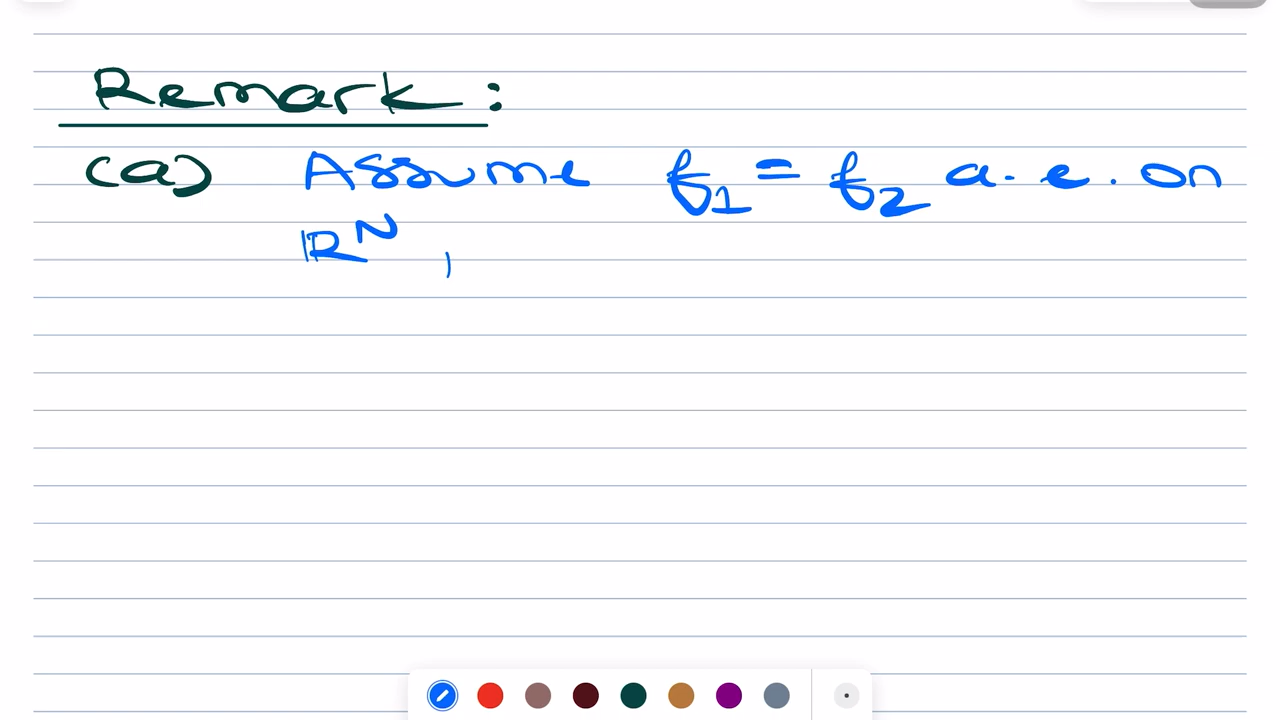 Remark :
(a) Assume f₁ = f₂ a.e. on
ℝᴺ ,